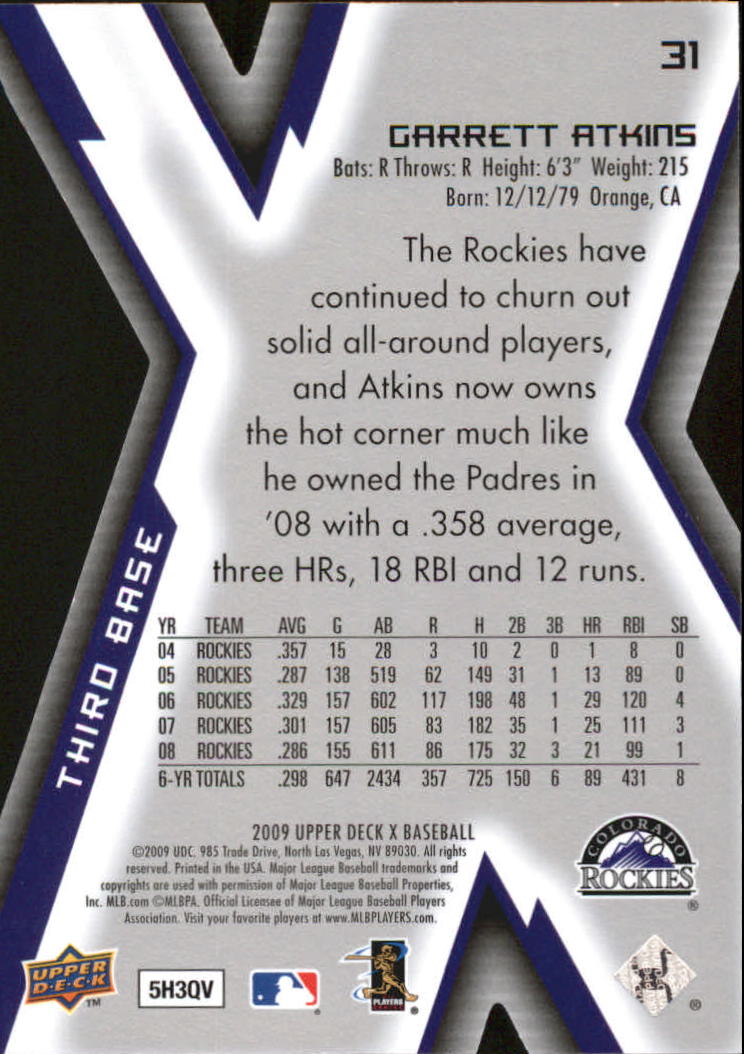 31
GARRETT ATKINS
Bats: R Throws: R Height: 6'3" Weight: 215
Born: 12/12/79 Orange, CA
The Rockies have
continued to churn out
solid all-around players,
and Atkins now owns
the hot corner much like
he owned the Padres in
'08 with a .358 average,
three HRs, 18 RBI and 12 runs.
THIRD BASE
YR TEAM AVG G AB R H 2B 3B HR RBI SB
04 ROCKIES .357 15 28 3 10 2 0 1 8 0
05 ROCKIES .287 138 519 62 149 31 1 13 89 0
06 ROCKIES .329 157 602 117 198 48 1 29 120 4
07 ROCKIES .301 157 605 83 182 35 1 25 111 3
08 ROCKIES .286 155 611 86 175 32 3 21 99 1
6-YR TOTALS .298 647 2434 357 725 150 6 89 431 8
2009 UPPER DECK X BASEBALL
©2009 UDC. 985 Trade Drive, North Las Vegas, NV 89030. All rights
reserved. Printed in the USA. Major League Baseball trademarks and
copyrights are used with permission of Major League Baseball Properties,
Inc. MLB.com ©MLBPA. Official Licensee of Major League Baseball Players
Association. Visit your favorite players at www.MLBPLAYERS.com.
COLORADO
ROCKIES
®
UPPER
D·E·C·K
TM
5H3QV
®
PLAYERS
®
®